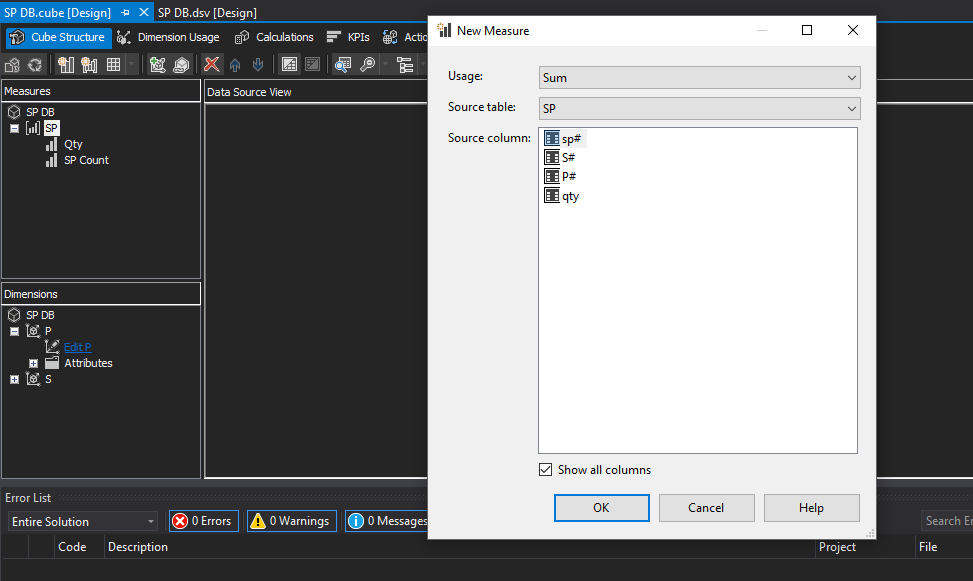 SP DB.cube [Design]
SP DB.dsv [Design]
Cube Structure
Dimension Usage
Calculations
KPIs
Actio
Measures
SP DB
SP
Qty
SP Count
Data Source View
Dimensions
SP DB
P
Edit P
Attributes
S
New Measure
Usage:
Sum
Source table:
SP
Source column:
sp#
S#
P#
qty
Show all columns
OK
Cancel
Help
Error List
Entire Solution
0 Errors
0 Warnings
0 Messages
Search Er
Code
Description
Project
File